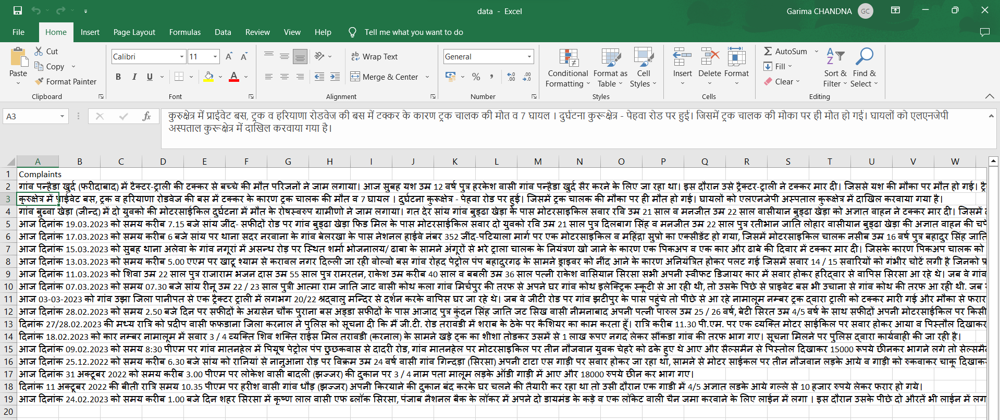 data - Excel
Garima CHANDNA GC
File Home Insert Page Layout Formulas Data Review View Help Tell me what you want to do
Paste Cut Copy Format Painter
Calibri 11
B I U
Wrap Text
Merge & Center
General
Conditional Formatting Format as Table Cell Styles
Insert Delete Format
AutoSum Fill Clear
Sort & Filter Find & Select
Clipboard Font Alignment Number Styles Cells Editing
A3 fx
कुरुक्षेत्र में प्राईवेट बस, ट्रक व हरियाणा रोडवेज की बस में टक्कर के कारण ट्रक चालक की मौत व 7 घायल । दुर्घटना कुरूक्षेत्र - पेहवा रोड पर हुई। जिसमें ट्रक चालक की मौका पर ही मौत हो गई। घायलों को एलएनजेपी
अस्पताल कुरूक्षेत्र में दाखिल करवाया गया है।
A B C D E F G H I J K L M N O P Q R S T U V W
1 Complaints
2 गांव पन्हैडा खुर्द (फरीदाबाद) में टैक्टर-ट्राली की टक्कर से बच्चे की मौत परिजनों ने जाम लगाया। आज सुबह यश उम्र 12 वर्ष पुत्र हरकेश वासी गांव पन्हैडा खुर्द सैर करने के लिए जा रहा था। इस दौरान उसे ट्रैक्टर-ट्राली ने टक्कर मार दी। जिससे यश की मौका पर मौत हो गई।
3 कुरुक्षेत्र में प्राईवेट बस, ट्रक व हरियाणा रोडवेज की बस में टक्कर के कारण ट्रक चालक की मौत व 7 घायल । दुर्घटना कुरूक्षेत्र - पेहवा रोड पर हुई। जिसमें ट्रक चालक की मौका पर ही मौत हो गई। घायलों को एलएनजेपी अस्पताल कुरूक्षेत्र में दाखिल करवाया गया है।
4 गांव बुब्वा खेड़ा (जीन्द) में दो युवको की मोटरसाईकिल दुर्घटना में मौत के रोषस्वरुप ग्रामीणो ने जाम लगाया। गत देर सांय गांव बुड्ढा खेड़ा के पास मोटरसाइकिल सवार रवि उम्र 21 साल व मनजीत उम्र 22 साल वासीयान बुड्ढा खेड़ा को अज्ञात वाहन ने टक्कर मार दी। जिसमें
5 आज दिनांक 19.03.2023 को समय करीब 7.15 बजे सांय जींद- सफीदों रोड पर गांव बुड्ढा खेड़ा फिड मिल के पास मोटरसाईकिल सवार दो युवको रवि उम्र 21 साल पुत्र दिलबाग सिंह व मनजीत उम्र 22 साल पुत्र रतीभान जाति लोहार वासीयान बुड्ढा खेड़ा की अज्ञात वाहन की
6 आज दिनांक 17.03.2023 को समय करीब 6 बजे सांय पर थाना सदर नरवाना के गांव बेलरखा के पास नेशनल हाईवे नंबर 352 जींद-पटियाला मार्ग पर एक मोटरसाइकिल व महिंद्रा सुप्रो का एक्सीडेंट हो गया, जिसमें मोटरसाइकिल चालक नसीब उम्र 16 वर्ष पुत्र बहादुर सिंह जाति
7 आज दिनांक 15.03.2023 को सुबह थाना अलेवा के गांव नगूरां में असन्ध रोड़ पर स्थित शर्मा भोजनालय/ ढाबा के सामने अंगूरों से भरे ट्राला चालक के नियंत्रण खो जाने के कारण एक पिकअप व एक कार और ढाबे की दिवार में टक्कर मार दी। जिसके कारण पिकअप चालक को
8 आज दिनांक 13.03.2023 को समय करीब 5.00 एएम पर खाटू श्याम से करावल नगर दिल्ली जा रही वोल्वो बस गांव रोहद पेट्रोल पंप बहादुरगढ़ के सामने ड्राइवर को नींद आने के कारण अनियंत्रित होकर पलट गई जिसमें सवार 14 / 15 सवारियों को गंभीर चोटें लगी है जिनको
9 आज दिनांक 11.03.2023 को शिवा उम्र 22 साल पुत्र राजाराम भजन दास उम्र 55 साल पुत्र रामरतन, राकेश उम्र करीब 40 साल व बबली उम्र 36 साल पत्नी राकेश वासियान सिरसा सभी अपनी स्वीफट डिजायर कार में सवार होकर हरिद्वार से वापिस सिरसा आ रहे थे। जब वे गांव
10 आज दिनांक 07.03.2023 को समय 07.30 बजे सांय रीनू उम्र 22 / 23 साल पुत्री आत्मा राम जाति जाट वासी कोथ कला गांव मिर्चपुर की तरफ से अपने घर गांव कोथ इलेक्ट्रिक स्कूटी से आ रही थी, तो उसके पिछे से प्राइवेट बस भी उचाना से गांव कोथ की तरफ आ रही थी. जब
11 आज 03-03-2023 को गांव उझा जिला पानीपत से एक ट्रैक्टर ट्राली में लगभग 20/22 श्रद्वालु मन्दिर से दर्शन करके वापिस घर जा रहे थे। जब वे जीटी रोड पर गांव झटीपुर के पास पहुंचे तो पीछे से आ रहे नामालूम नम्बर ट्रक द्वारा ट्राली को टक्कर मारी गई और मौका से फरार
12 आज दिनांक 28.02.2023 को समय 2.50 बजे दिन पर सफीदों के अग्रसेन चौक पुराना बस अड्डा सफीदों के पास आजाद पुत्र कुंदन सिंह जाति जट सिख वासी नीमनाबाद अपनी पत्नी पारुल उम्र 25 / 26 वर्ष, बेटी सिरत उम्र 4/5 वर्ष के साथ सफीदों अपनी मोटरसाईकिल पर किसी
13 दिनांक 27/28.02.2023 की मध्य रात्रि को प्रदीप वासी फफडाना जिला करनाल ने पुलिस को सूचना दी कि मैं जी.टी. रोड तरावडी में शराब के ठेके पर कैशियर का काम करता हूँ। रात्रि करीब 11.30 पी.एम. पर एक व्यक्ति मोटर साईकिल पर सवार होकर आया व पिस्तौल दिखाकर
14 दिनांक 18.02.2023 को कार नम्बर नामालूम में सवार 3 / 4 व्यक्ति शिव शक्ति राईस मिल तरावडी (करनाल) के सामने खड़े ट्क का शीशा तोडकर उसमें से 1 लाख रूपए नगद लेकर सौंकडा गांव की तरफ भाग गए। सूचना मिलने पर पुलिस द्वारा कार्यवाही की जा रही है।
15 आज दिनांक 09.02.2023 को समय 8:30 पीएम पर गांव मातनहेल में पियूष पेट्रोल पंप छुछकवास से दादरी रोड, गांव मातनहेल पर मोटरसाइकिल पर तीन नौजवान युवक चेहरे को ढके हुए थे आए और सैल्समैन से पिस्तोल दिखाकर 15000 रूपये छीनकर भागने लगे तो
16 आज दिनांक 25.12.2022 को समय करीब 6.30 बजे सांय को रानियां से नानुआना रोड़ पर विक्रम उम्र 24 वर्ष वासी गांव गिन्दड़ा (सिरसा) अपनी टाटा एस गाड़ी पर सवार होकर जा रहा था, सामने से मोटर साईकल पर तीन नौजवान लड़के आये व गाड़ी को रुकवाकर चाकू
17 आज दिनांक 31 अक्टूबर 2022 को समय करीब 3.00 पीएम पर लोकेश वासी बादली (झज्जर) की दुकान पर 3 / 4 नाम पता मालूम लड़के ऑडी गाड़ी में आए और 18000 रुपये छीन कर भाग गए।
18 दिनांक 11 अक्टूबर 2022 की बीती रात्रि समय 10.35 पीएम पर हरीश वासी गांव धौड़ (झज्जर) अपनी किरयाने की दुकान बंद करके घर चलने की तैयारी कर रहा था तो उसी दौरान एक गाडी में 4/5 अज्ञात लडके आये गल्ले से 10 हजार रुपये लेकर फरार हो गये।
19 आज दिनांक 24.02.2023 को समय करीब 1.00 बजे दिन शहर सिरसा में कृष्ण लाल वासी एफ ब्लॉक सिरसा, पंजाब नैशनल बैक के लॉकर में अपने दो डायमंड के कड़े व एक लॉकेट वाली चैन जमा करवाने के लिए लाईन में लगा । इस दौरान उसके पीछे दो औरतें भी लाईन में
20